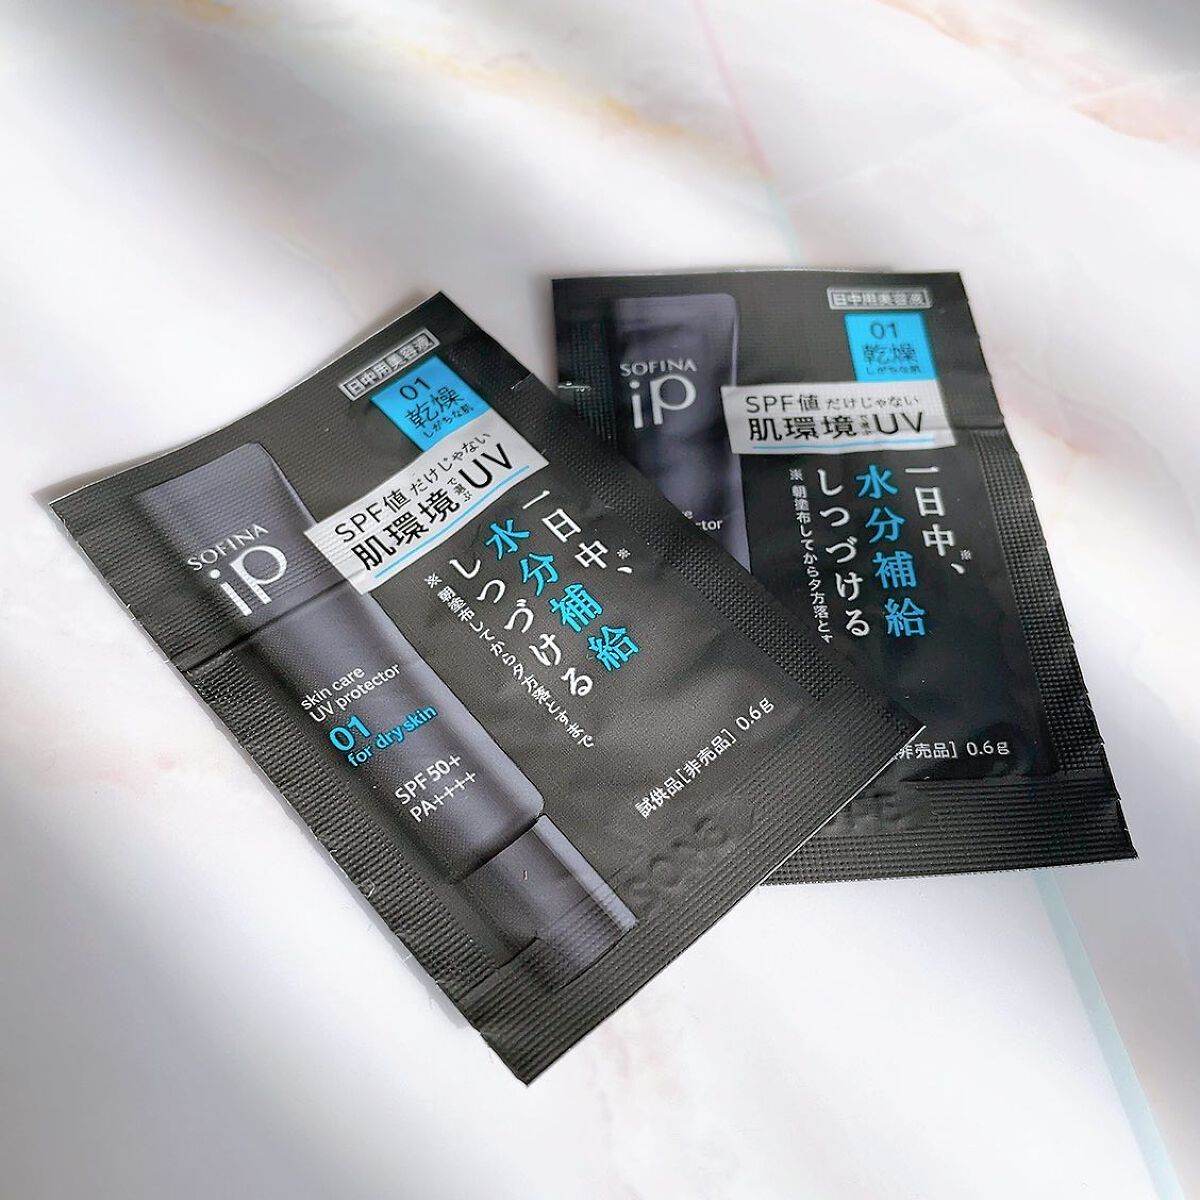 日中用美容液
01
乾燥
しがちな肌
SPF値だけじゃない
肌環境で選ぶUV
一日中、※
水分補給
しつづける
※ 朝塗布してから夕方落とすまで
SOFINA
iP
skin care
UV protector
01
for dry skin
SPF 50+
PA++++
試供品[非売品] 0.6g
日中用美容液
01
乾燥
しがちな肌
SOFINA
iP
SPF値だけじゃない
肌環境で選ぶUV
一日中、※
水分補給
しつづける
※ 朝塗布してから夕方落とす
re
tector
非売品] 0.6g